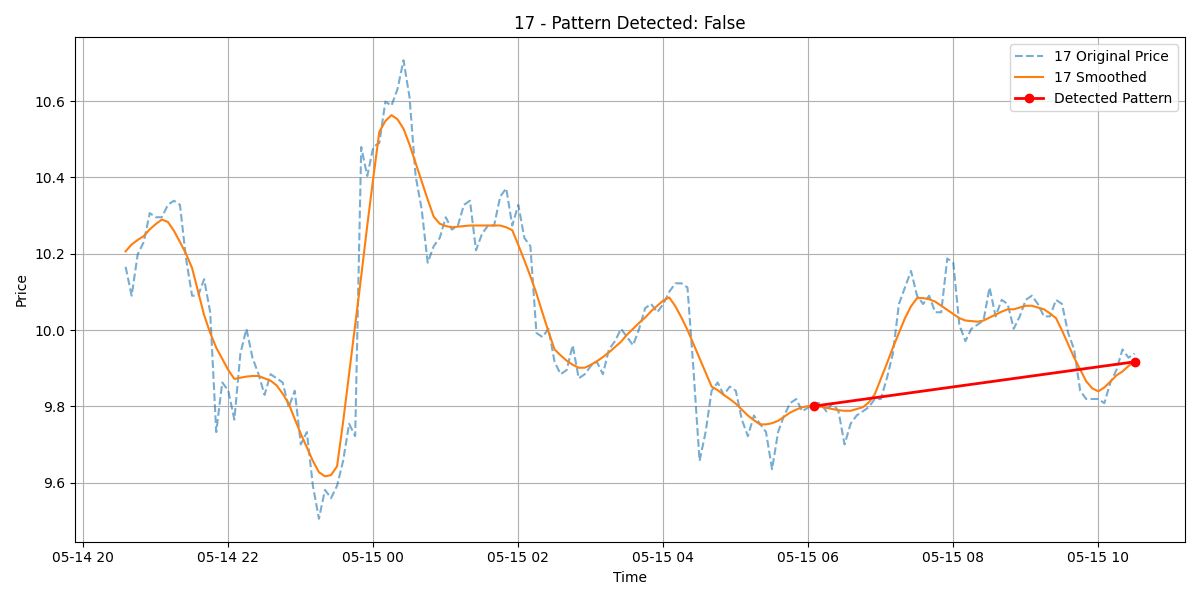 17 - Pattern Detected: False
17 Original Price
17 Smoothed
Detected Pattern
Price
10.6
10.4
10.2
10.0
9.8
9.6
05-14 20
05-14 22
05-15 00
05-15 02
05-15 04
05-15 06
05-15 08
05-15 10
Time